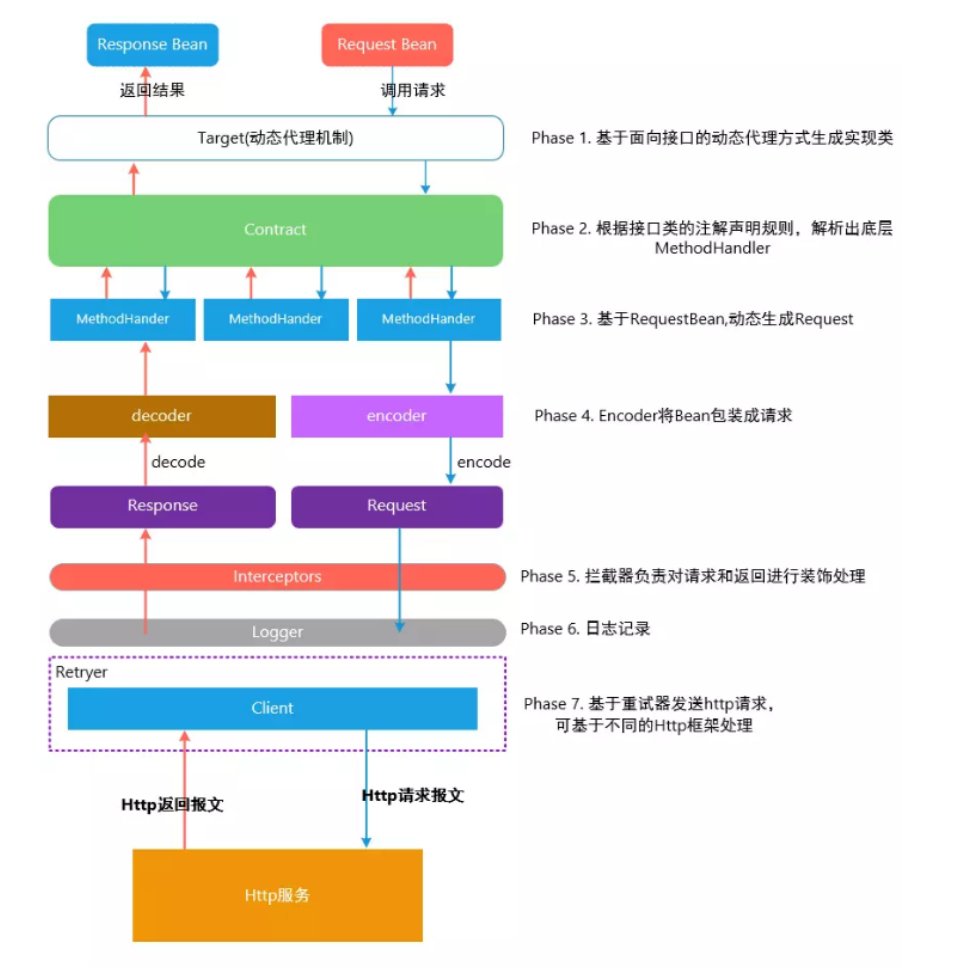 Response Bean
Request Bean
返回结果
调用请求
Target(动态代理机制)
Phase 1. 基于面向接口的动态代理方式生成实现类
Contract
Phase 2. 根据接口类的注解声明规则，解析出底层
MethodHandler
MethodHander
MethodHander
MethodHander
Phase 3. 基于RequestBean,动态生成Request
decoder
encoder
Phase 4. Encoder将Bean包装成请求
decode
encode
Response
Request
Interceptors
Phase 5. 拦截器负责对请求和返回进行装饰处理
Logger
Phase 6. 日志记录
Retryer
Client
Phase 7. 基于重试器发送http请求，
可基于不同的Http框架处理
Http返回报文
Http请求报文
Http服务